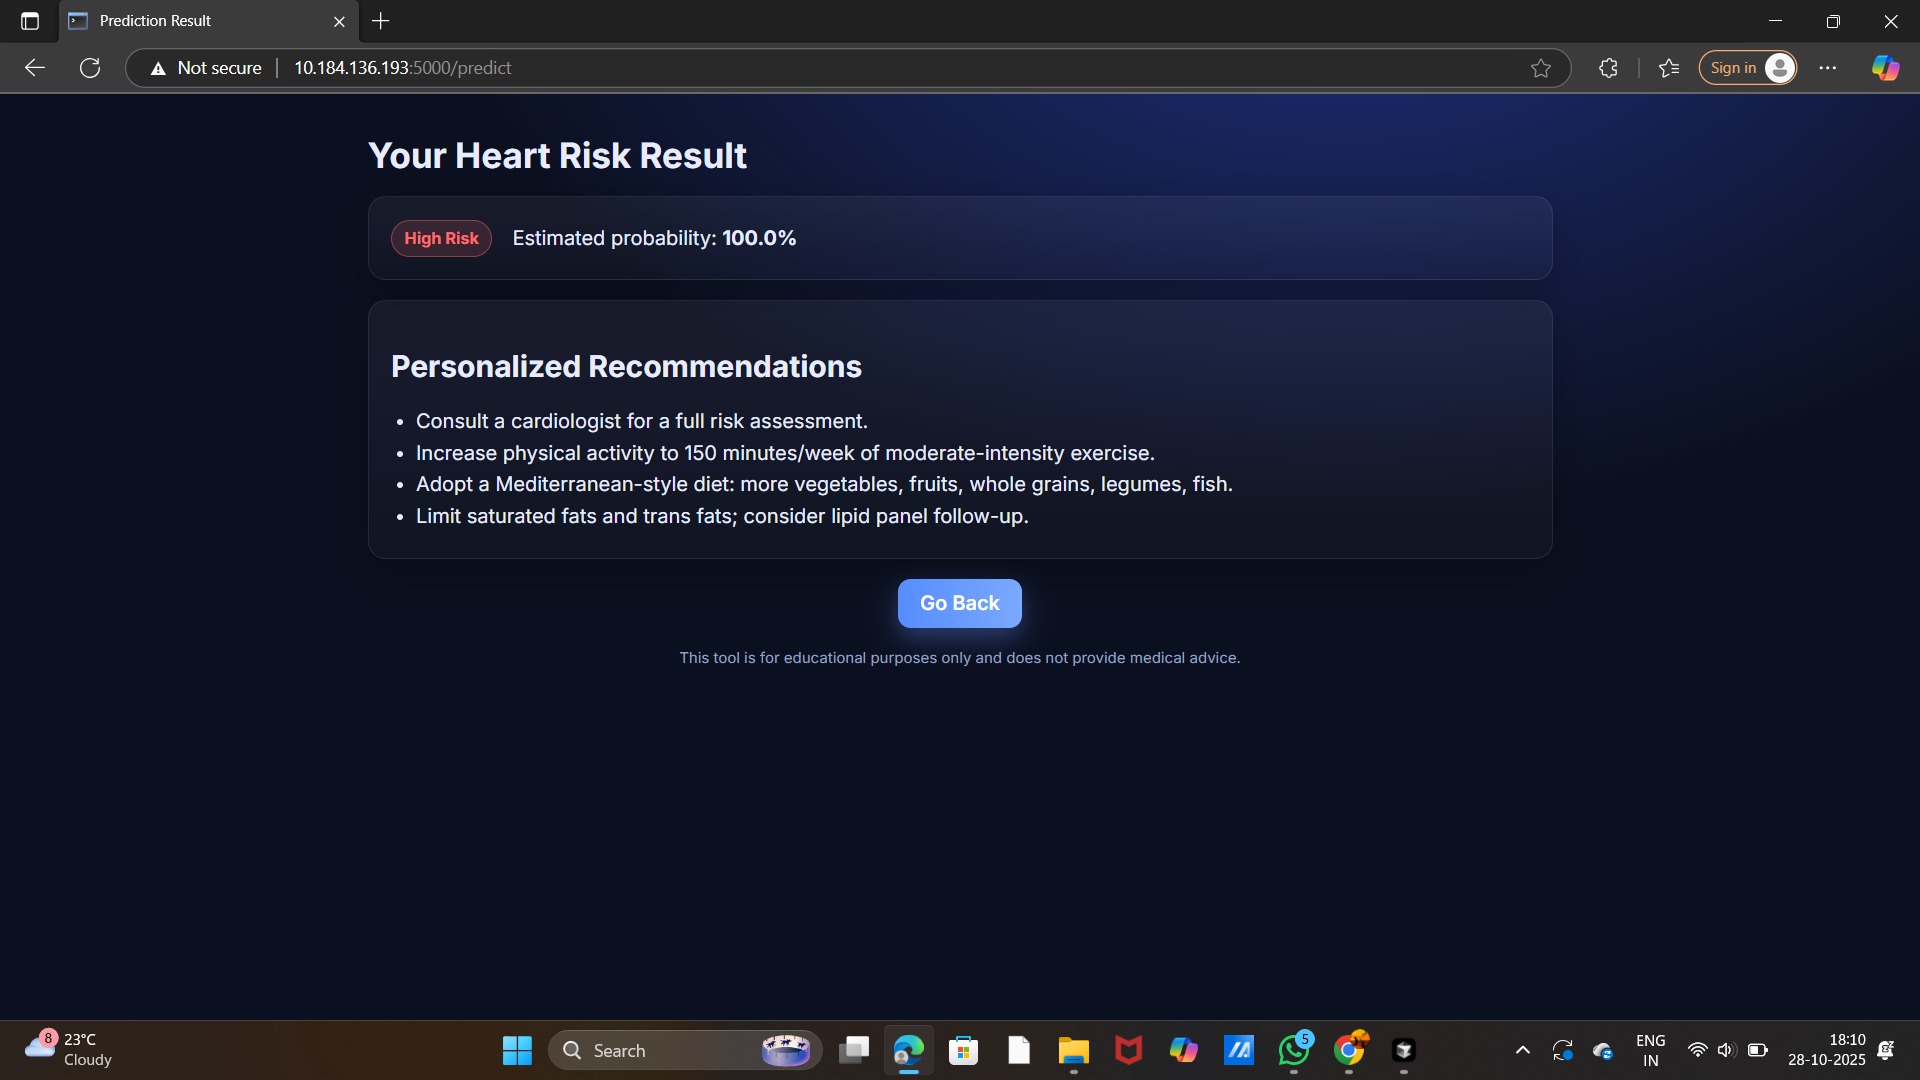 Prediction Result
Not secure
10.184.136.193:5000/predict
Sign in
Your Heart Risk Result
High Risk
Estimated probability: 100.0%
Personalized Recommendations
• Consult a cardiologist for a full risk assessment.
• Increase physical activity to 150 minutes/week of moderate-intensity exercise.
• Adopt a Mediterranean-style diet: more vegetables, fruits, whole grains, legumes, fish.
• Limit saturated fats and trans fats; consider lipid panel follow-up.
Go Back
This tool is for educational purposes only and does not provide medical advice.
8
23°C
Cloudy
Search
5
ENG
IN
18:10
28-10-2025